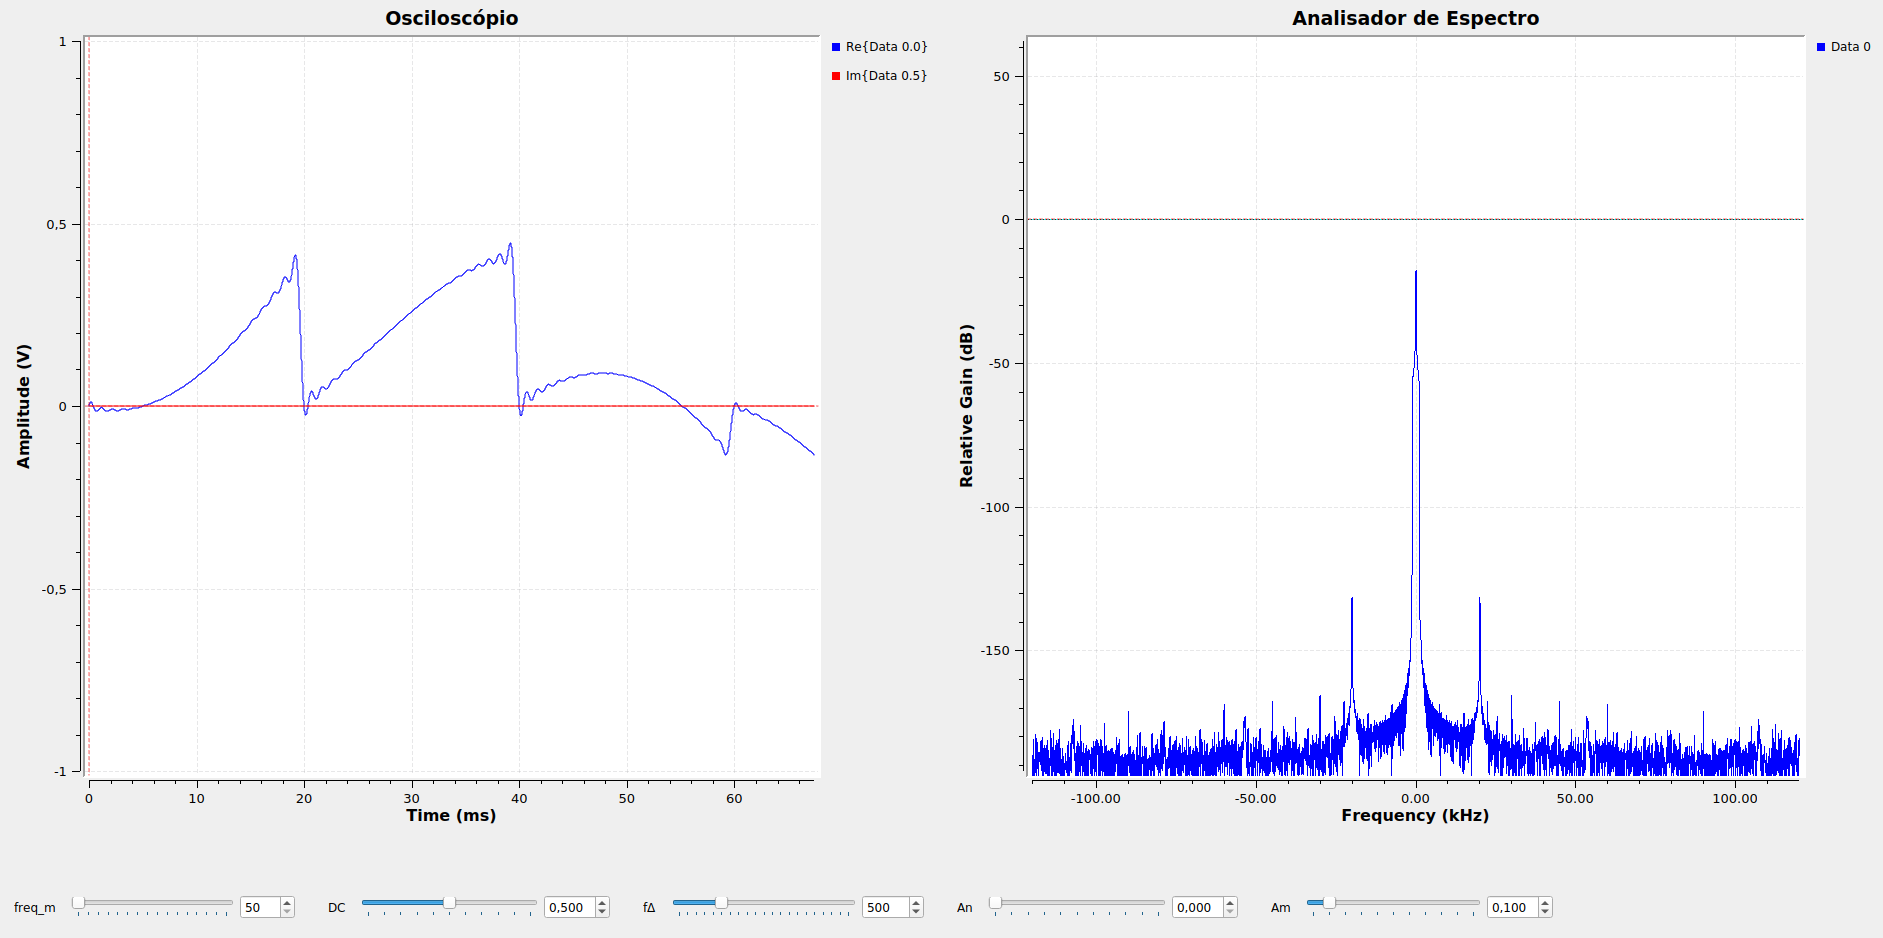 Osciloscópio
Re{Data 0.0}
Im{Data 0.5}
Amplitude (V)
1
0,5
0
-0,5
-1
0 10 20 30 40 50 60
Time (ms)
Analisador de Espectro
Data 0
Relative Gain (dB)
50
0
-50
-100
-150
-100.00 -50.00 0.00 50.00 100.00
Frequency (kHz)
freq_m 50 DC 0,500 fΔ 500 An 0,000 Am 0,100